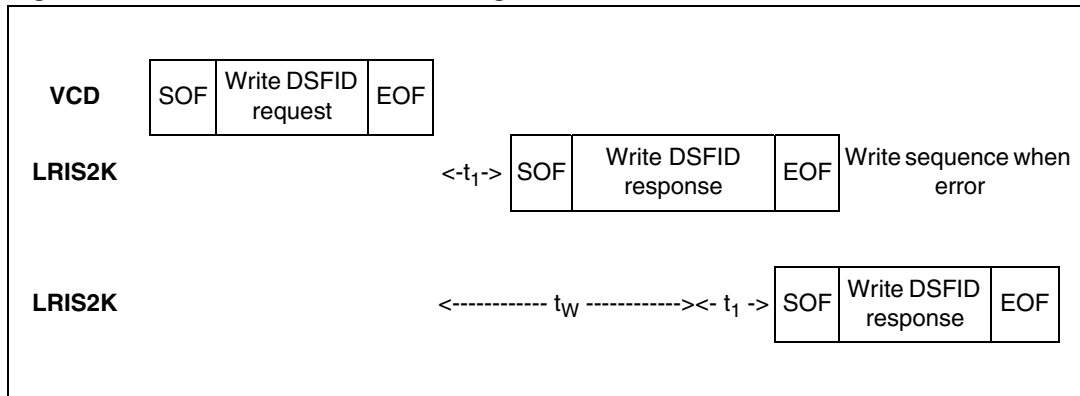 VCD SOF Write DSFID request EOF
LRIS2K <-t1-> SOF Write DSFID response EOF Write sequence when error
LRIS2K <------------ tW ------------><- t1 -> SOF Write DSFID response EOF